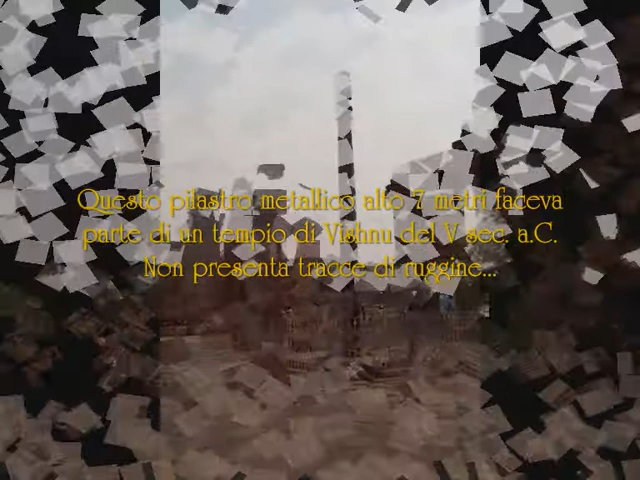 Questo pilastro metallico alto 7 metri faceva
parte di un tempio di Vishnu del V sec. a.C.
Non presenta tracce di ruggine...